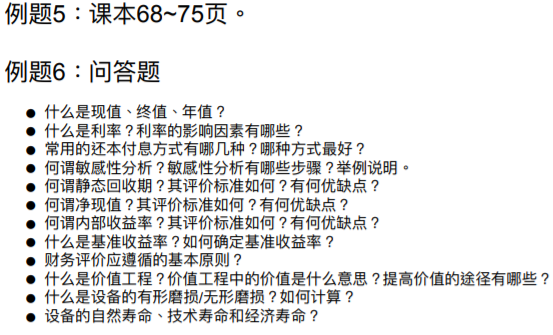 例题5：课本68~75页。
例题6：问答题
● 什么是现值、终值、年值？
● 什么是利率？利率的影响因素有哪些？
● 常用的还本付息方式有哪几种？哪种方式最好？
● 何谓敏感性分析？敏感性分析有哪些步骤？举例说明。
● 何谓静态回收期？其评价标准如何？有何优缺点？
● 何谓净现值？其评价标准如何？有何优缺点？
● 何谓内部收益率？其评价标准如何？有何优缺点？
● 什么是基准收益率？如何确定基准收益率？
● 财务评价应遵循的基本原则？
● 什么是价值工程？价值工程中的价值是什么意思？提高价值的途径有哪些？
● 什么是设备的有形磨损/无形磨损？如何计算？
● 设备的自然寿命、技术寿命和经济寿命？